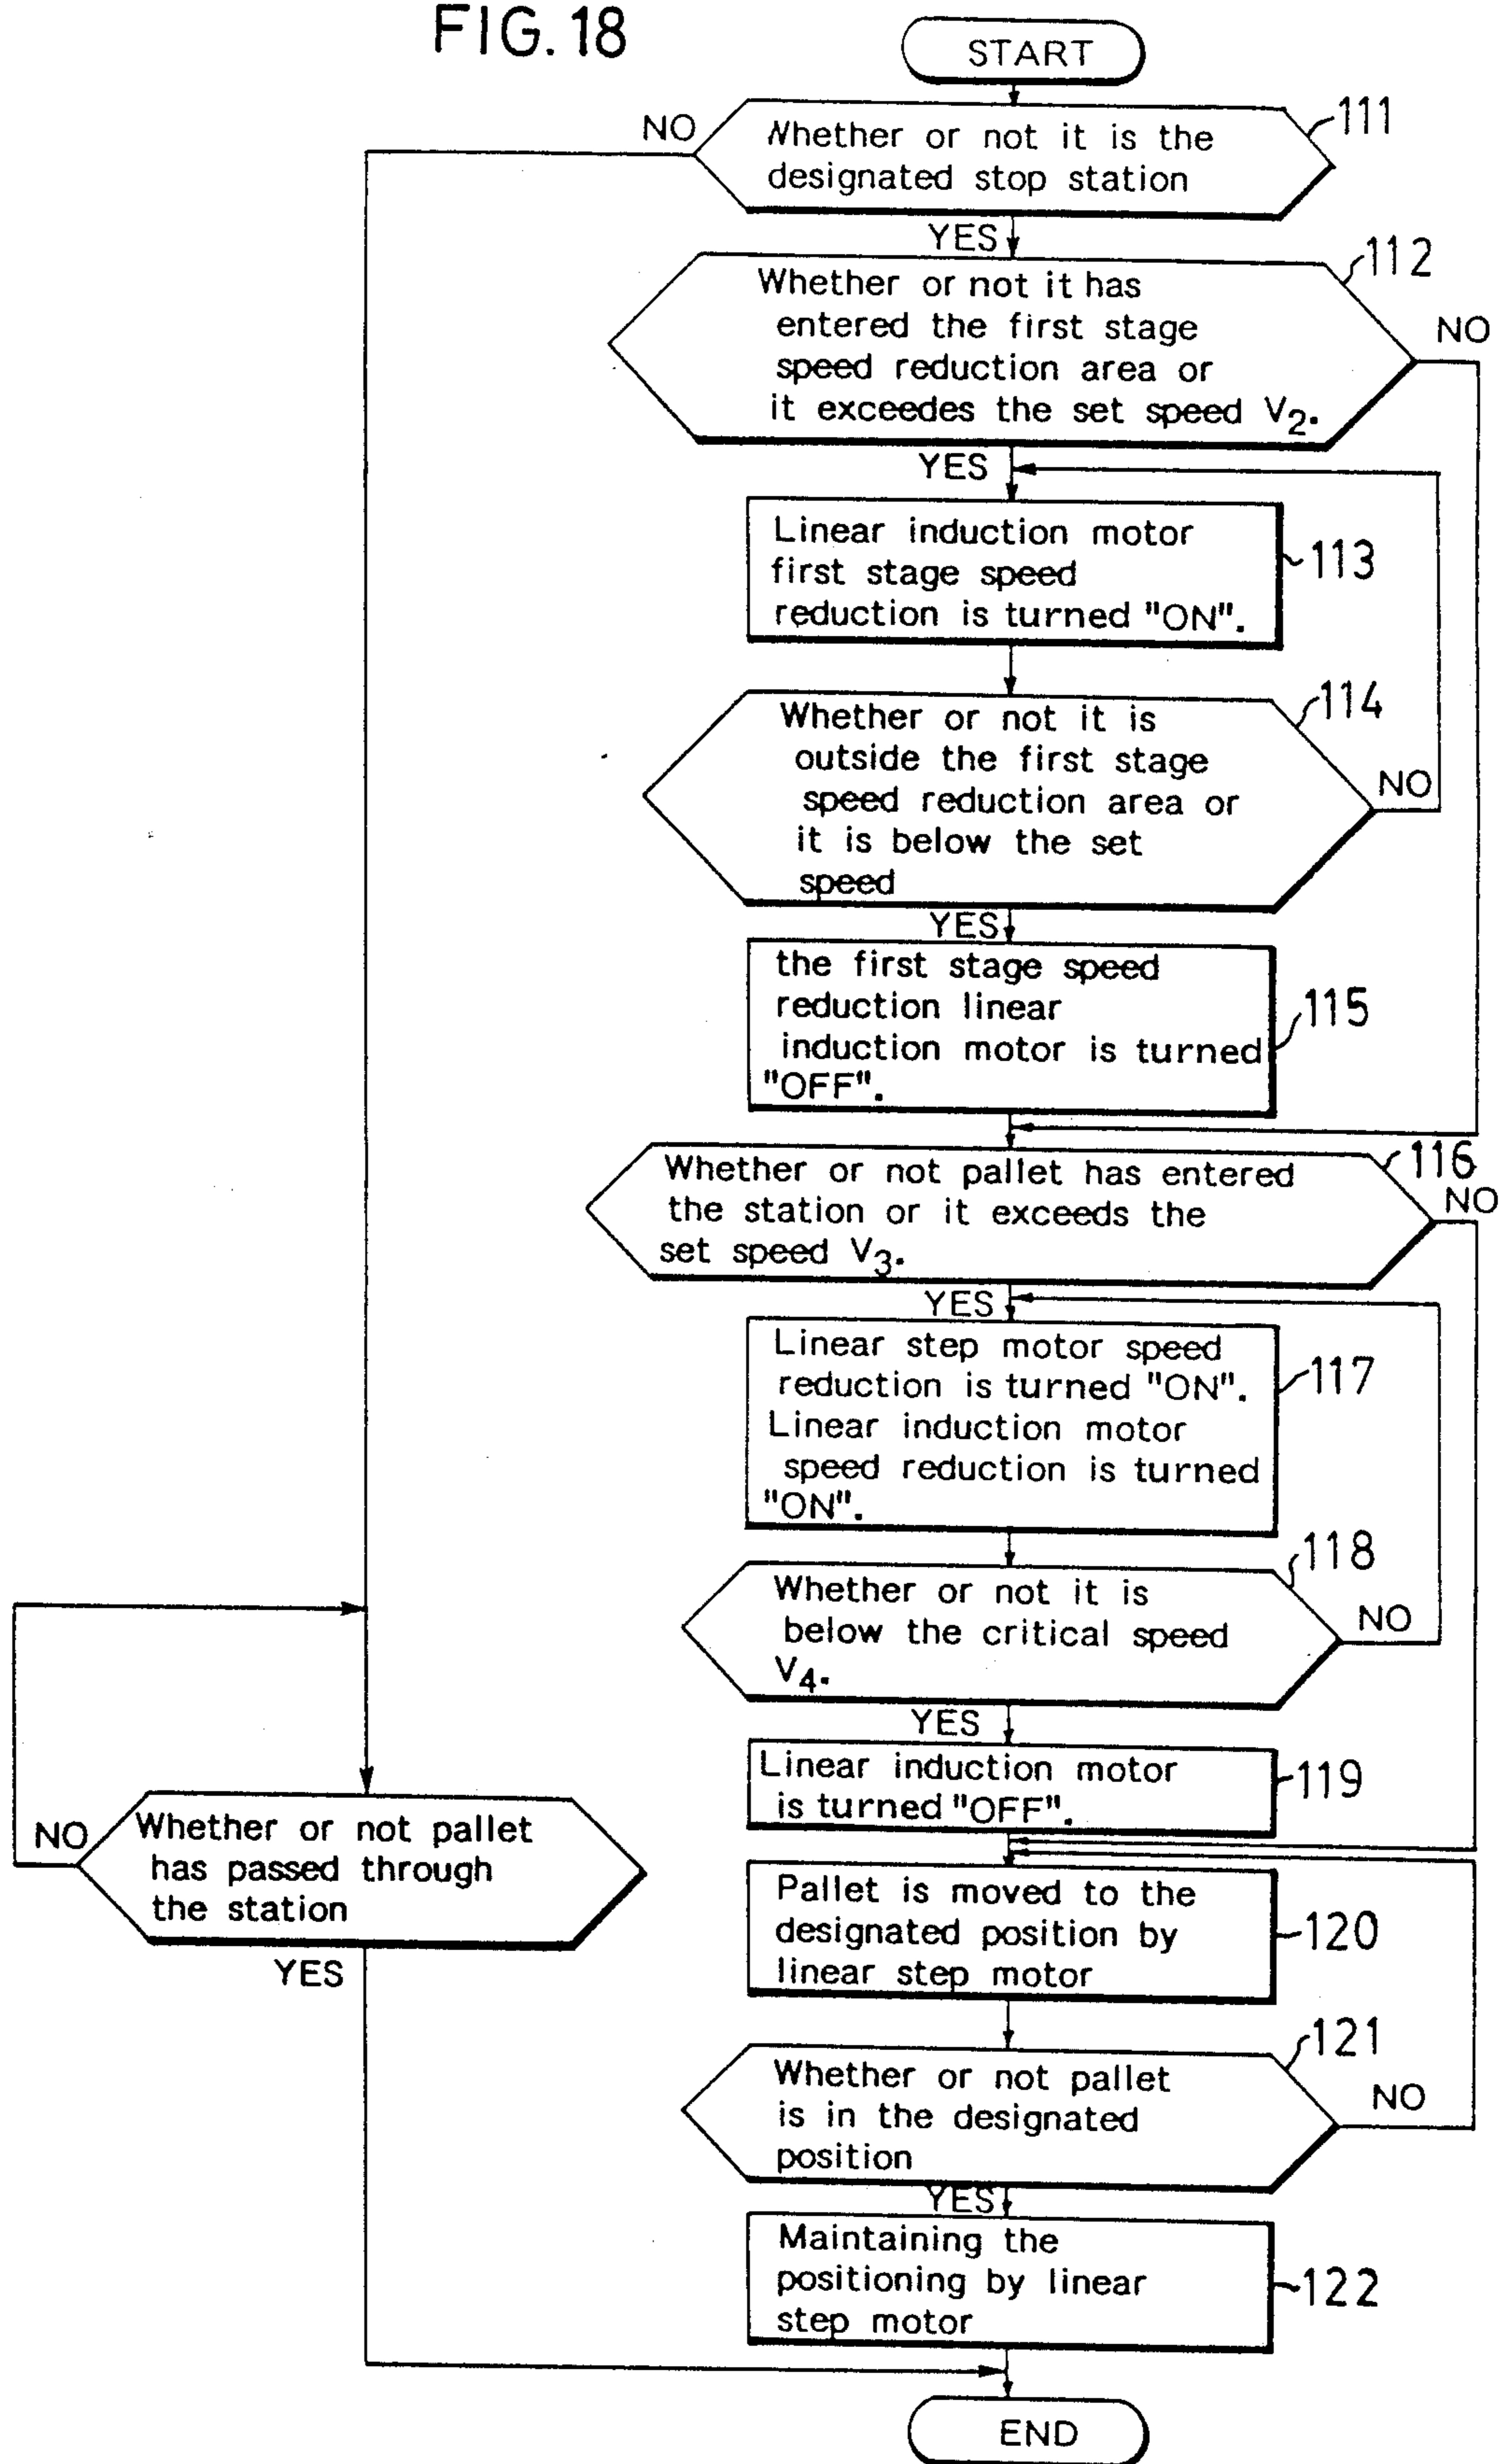 FIG. 18
START
NO
Whether or not it is the
designated stop station
111
YES
112
Whether or not it has
entered the first stage
speed reduction area or
it exceedes the set speed V2.
NO
YES
Linear induction motor
first stage speed
reduction is turned "ON".
113
114
Whether or not it is
outside the first stage
speed reduction area or
it is below the set
speed
NO
YES
the first stage speed
reduction linear
induction motor is turned
"OFF".
115
116
Whether or not pallet has entered
the station or it exceeds the
set speed V3.
NO
YES
Linear step motor speed
reduction is turned "ON".
Linear induction motor
speed reduction is turned
"ON".
117
118
Whether or not it is
below the critical speed
V4.
NO
YES
Linear induction motor
is turned "OFF".
119
NO
Whether or not pallet
has passed through
the station
YES
Pallet is moved to the
designated position by
linear step motor
120
121
Whether or not pallet
is in the designated
position
NO
YES
Maintaining the
positioning by linear
step motor
122
END